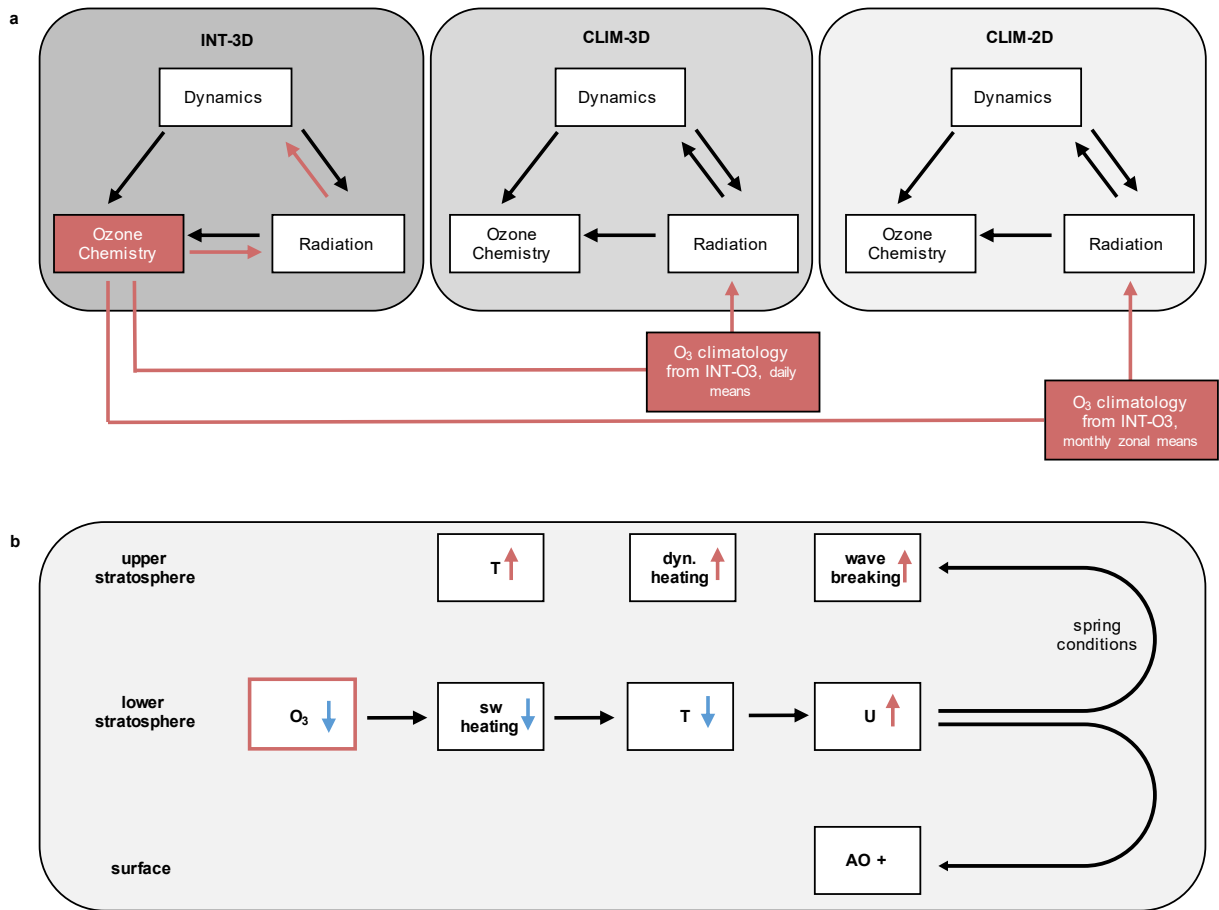 a
INT-3D
Dynamics
Ozone
Chemistry
Radiation
CLIM-3D
Dynamics
Ozone
Chemistry
Radiation
CLIM-2D
Dynamics
Ozone
Chemistry
Radiation
O₃ climatology
from INT-O3, daily
means
O₃ climatology
from INT-O3,
monthly zonal means
b
upper
stratosphere
T
dyn.
heating
wave
breaking
spring
conditions
lower
stratosphere
O₃
sw
heating
T
U
surface
AO +